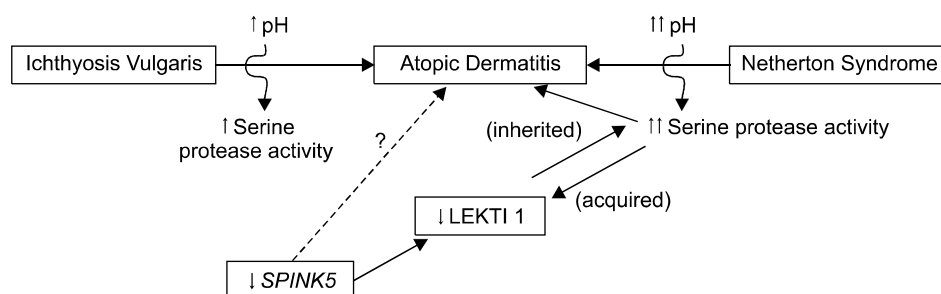 ↑ pH
↑↑ pH
Ichthyosis Vulgaris
Atopic Dermatitis
Netherton Syndrome
↑ Serine
protease activity
?
(inherited)
↑↑ Serine protease activity
(acquired)
↓ LEKTI 1
↓ SPINK5